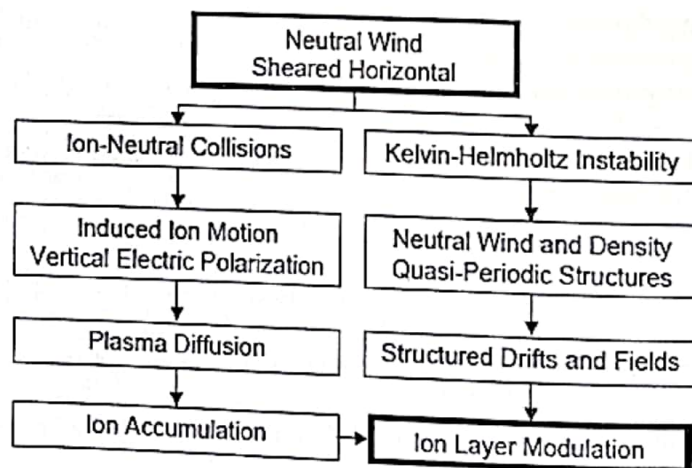 Neutral Wind
Sheared Horizontal
Ion-Neutral Collisions
Induced Ion Motion
Vertical Electric Polarization
Plasma Diffusion
Ion Accumulation
Kelvin-Helmholtz Instability
Neutral Wind and Density
Quasi-Periodic Structures
Structured Drifts and Fields
Ion Layer Modulation